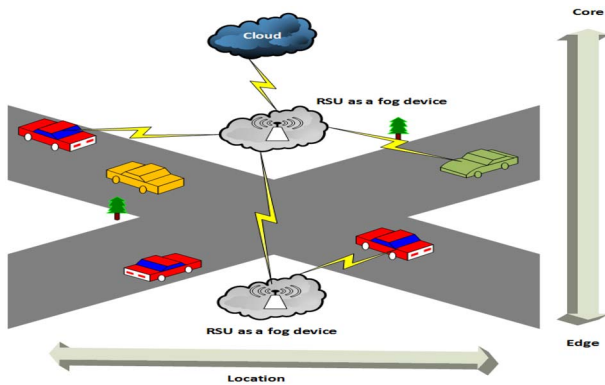 Core
Cloud
RSU as a fog device
RSU as a fog device
Edge
Location